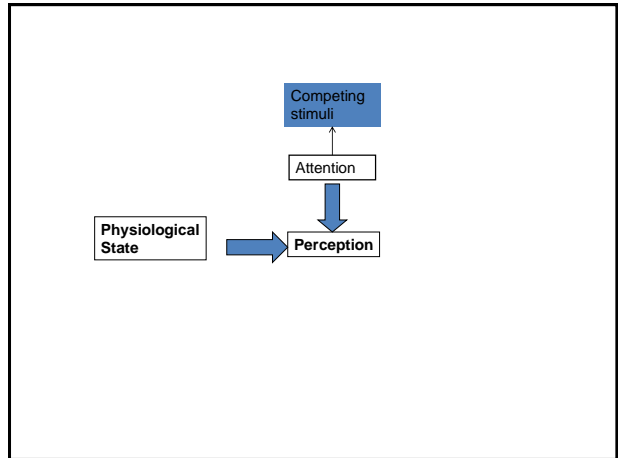 Competing
stimuli
Attention
Physiological
State
Perception